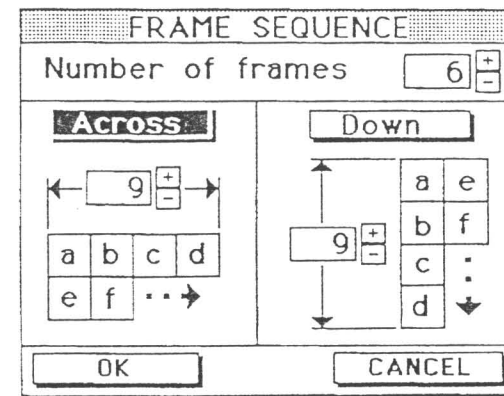 FRAME SEQUENCE
Number of frames 6 + -
Across
9 + -
a b c d
e f
Down
9 + -
a e
b f
c
d
OK CANCEL